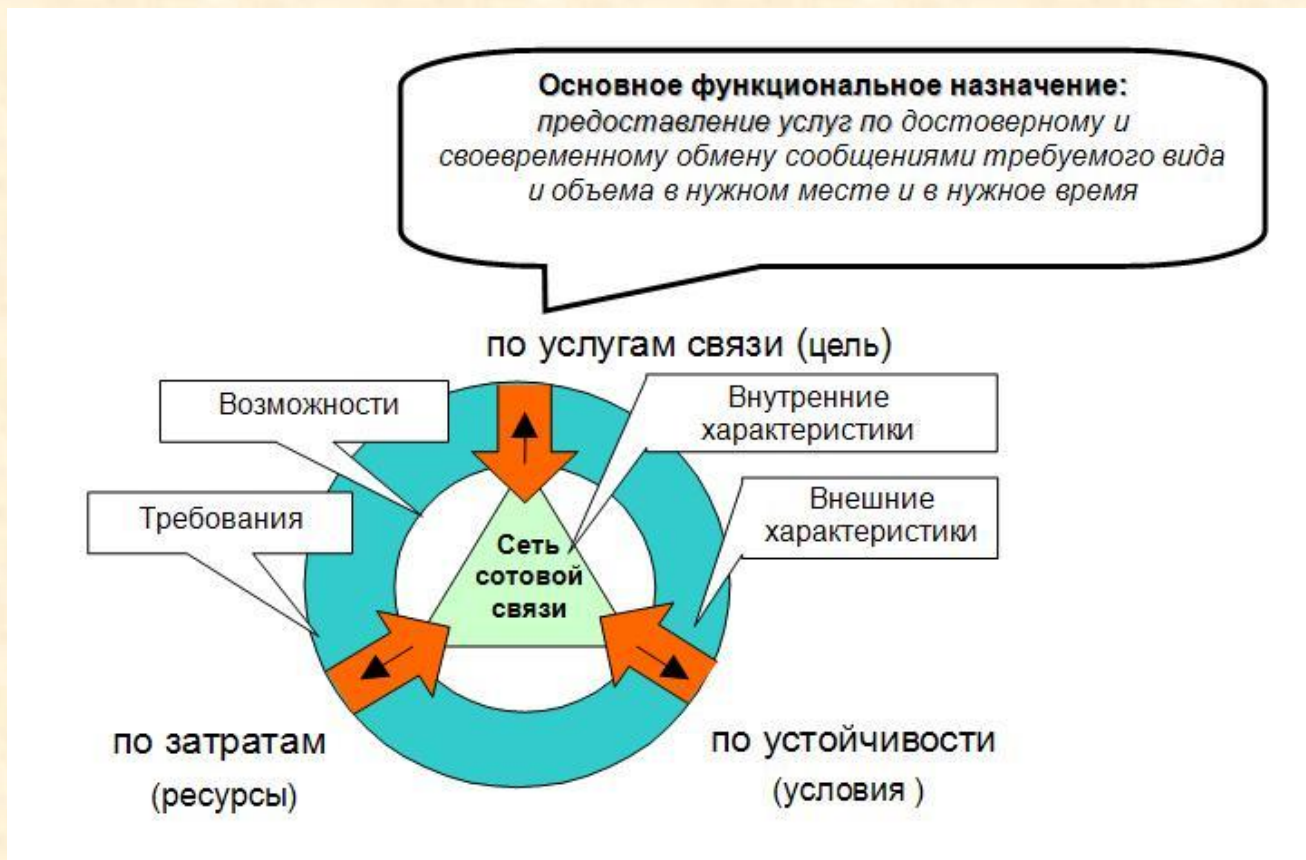 Основное функциональное назначение:
предоставление услуг по достоверному и
своевременному обмену сообщениями требуемого вида
и объема в нужном месте и в нужное время
по услугам связи (цель)
Возможности
Внутренние
характеристики
Требования
Внешние
характеристики
Сеть
сотовой
связи
по затратам
(ресурсы)
по устойчивости
(условия )